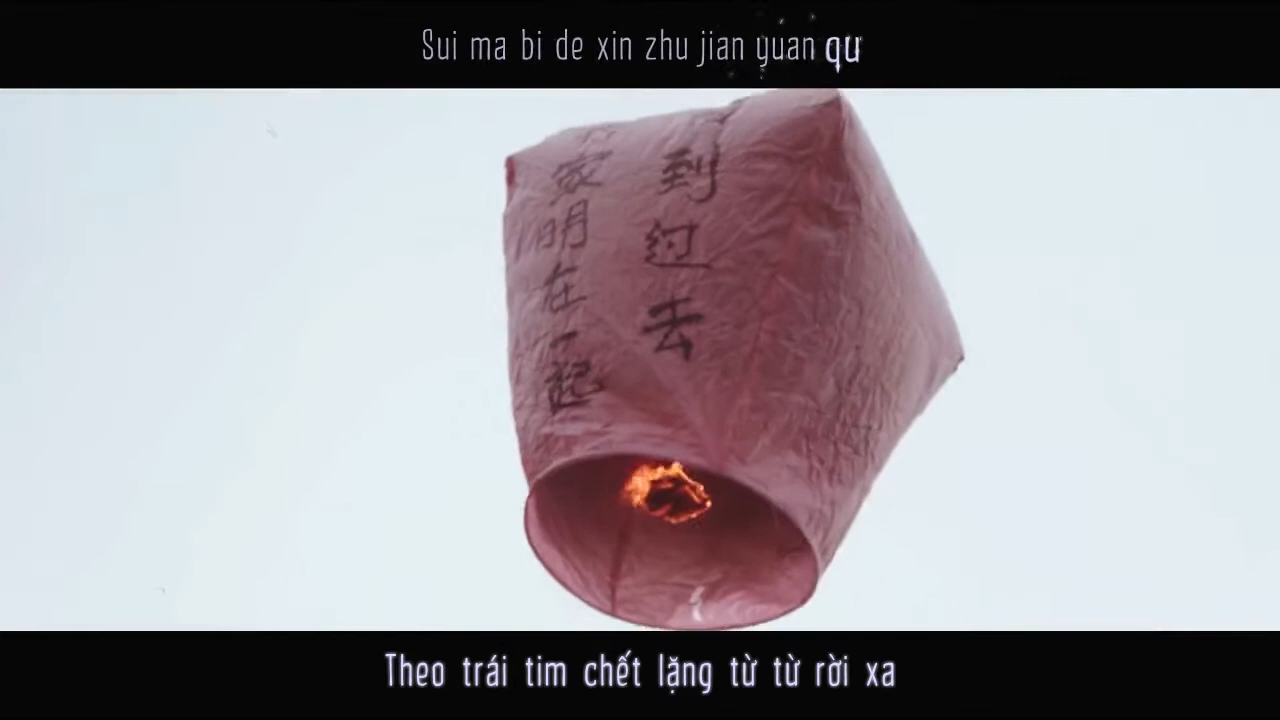 Sui ma bi de xin zhu jian yuan qu
到过去
家明在一起
Theo trái tim chết lặng từ từ rời xa